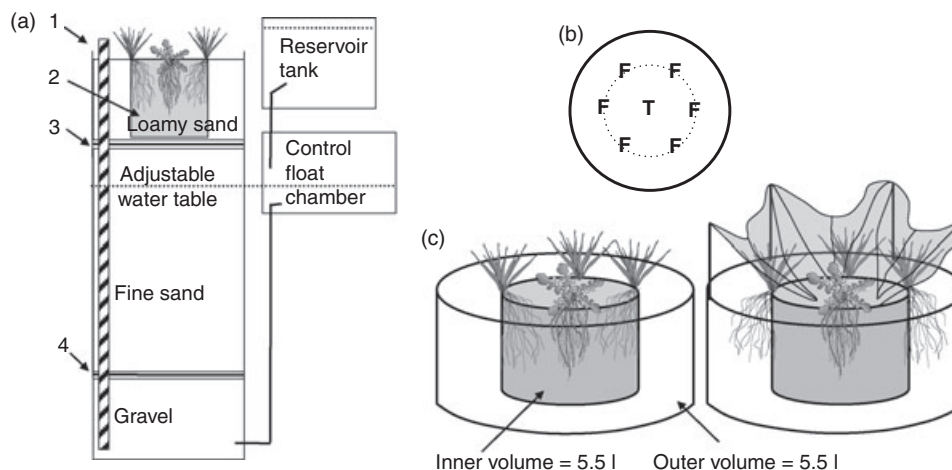 (a)
1
2
3
4
Loamy sand
Adjustable
water table
Fine sand
Gravel
Reservoir
tank
Control
float
chamber
(b)
F F
F T F
F F
(c)
Inner volume = 5.5 l
Outer volume = 5.5 l